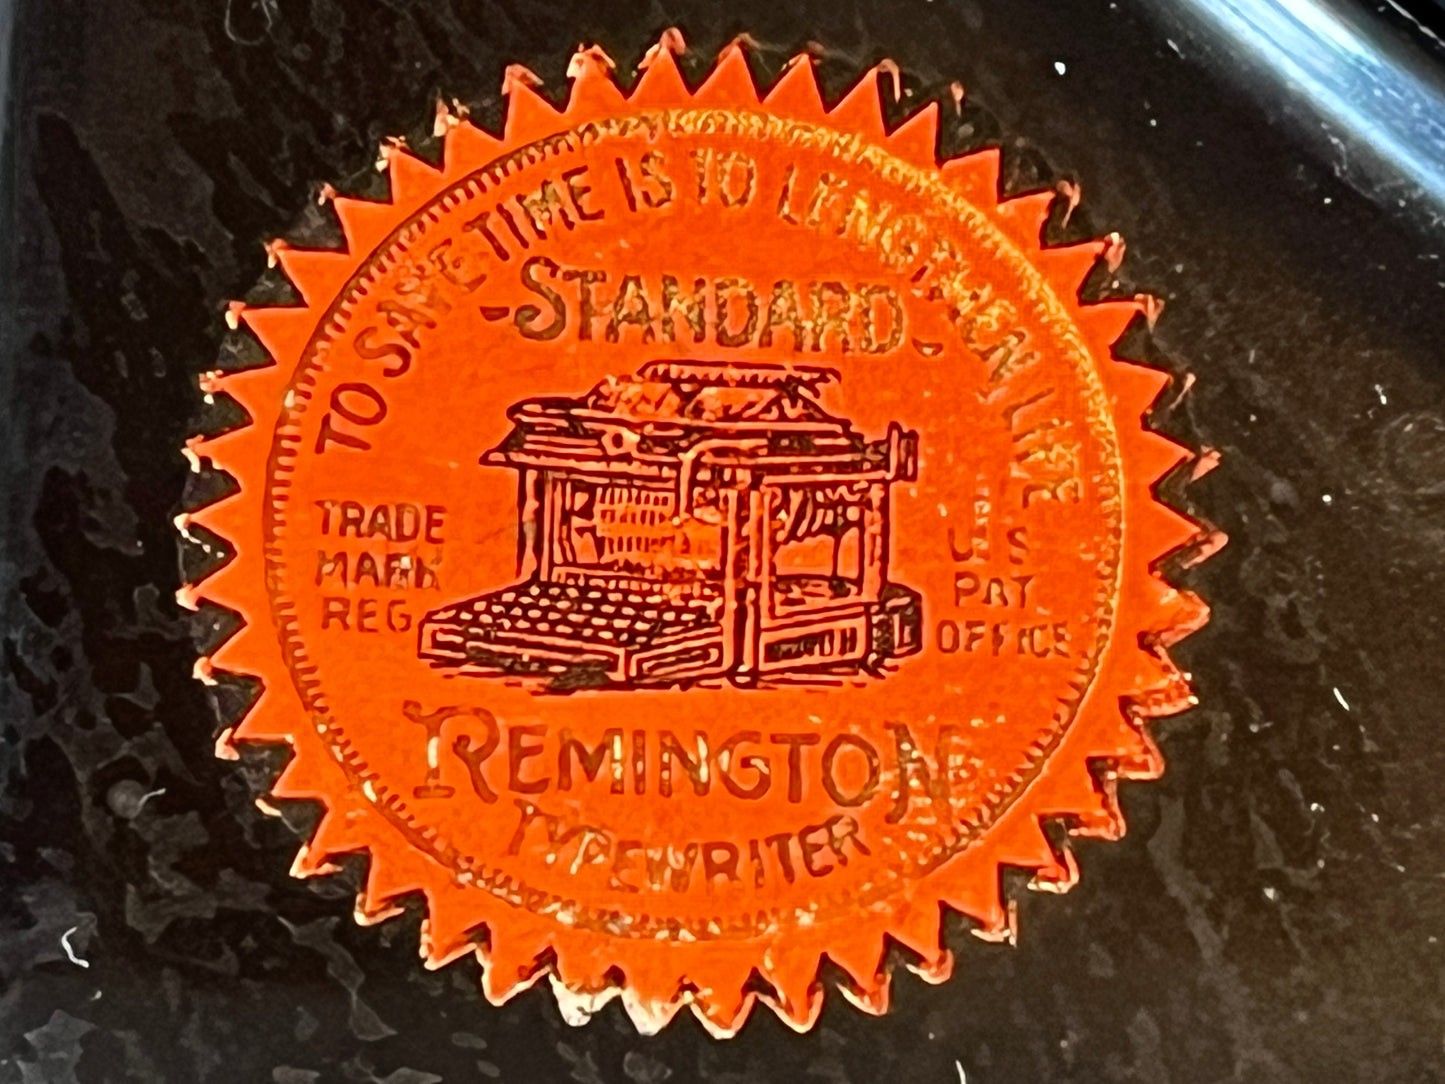 TO SAVE TIME IS TO LENGTHEN LIFE
-STANDARD-
TRADE
MARK
REG.
U.S.
PAT.
OFFICE
REMINGTON
TYPEWRITER